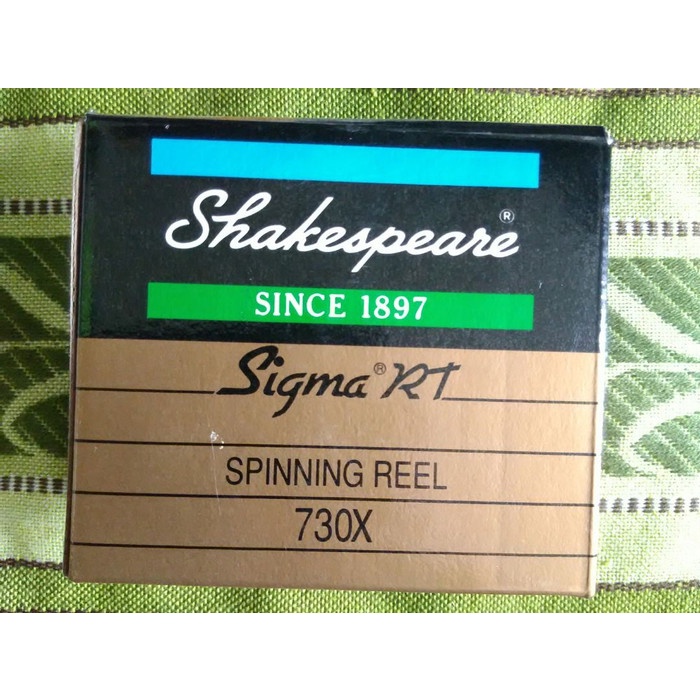 Shakespeare®
SINCE 1897
Sigma® RT
SPINNING REEL
730X